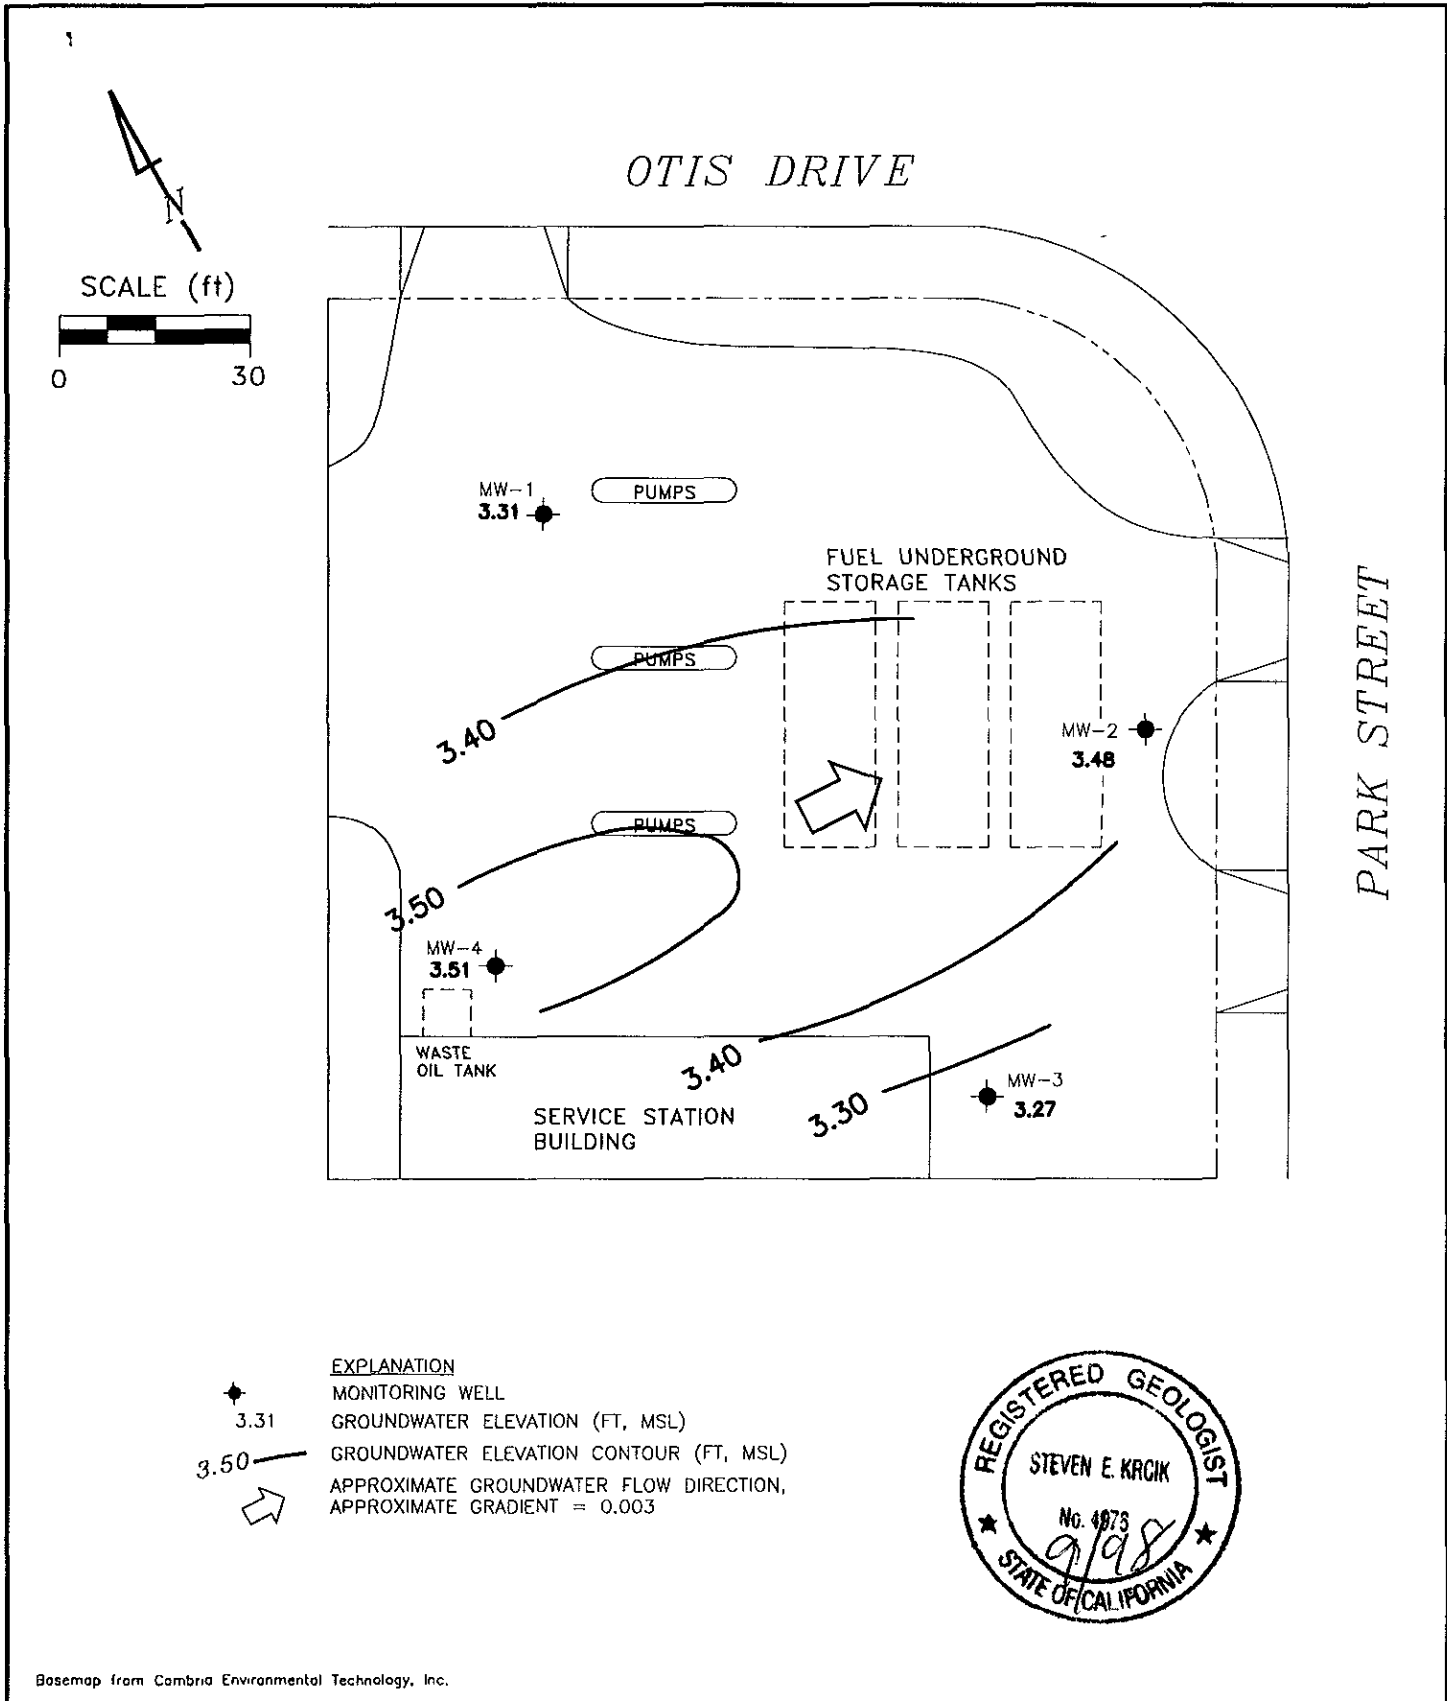 OTIS DRIVE
N
SCALE (ft)
0 30
MW-1
3.31
PUMPS
FUEL UNDERGROUND
STORAGE TANKS
PARK STREET
PUMPS
3.40
MW-2
3.48
PUMPS
3.50
MW-4
3.51
WASTE
OIL TANK
3.40
3.30
MW-3
3.27
SERVICE STATION
BUILDING
EXPLANATION
MONITORING WELL
3.31 GROUNDWATER ELEVATION (FT, MSL)
3.50 GROUNDWATER ELEVATION CONTOUR (FT, MSL)
APPROXIMATE GROUNDWATER FLOW DIRECTION,
APPROXIMATE GRADIENT = 0.003
REGISTERED GEOLOGIST
STEVEN E. KRCIK
No. 4976
9/98
STATE OF CALIFORNIA
Basemap from Cambria Environmental Technology, Inc.